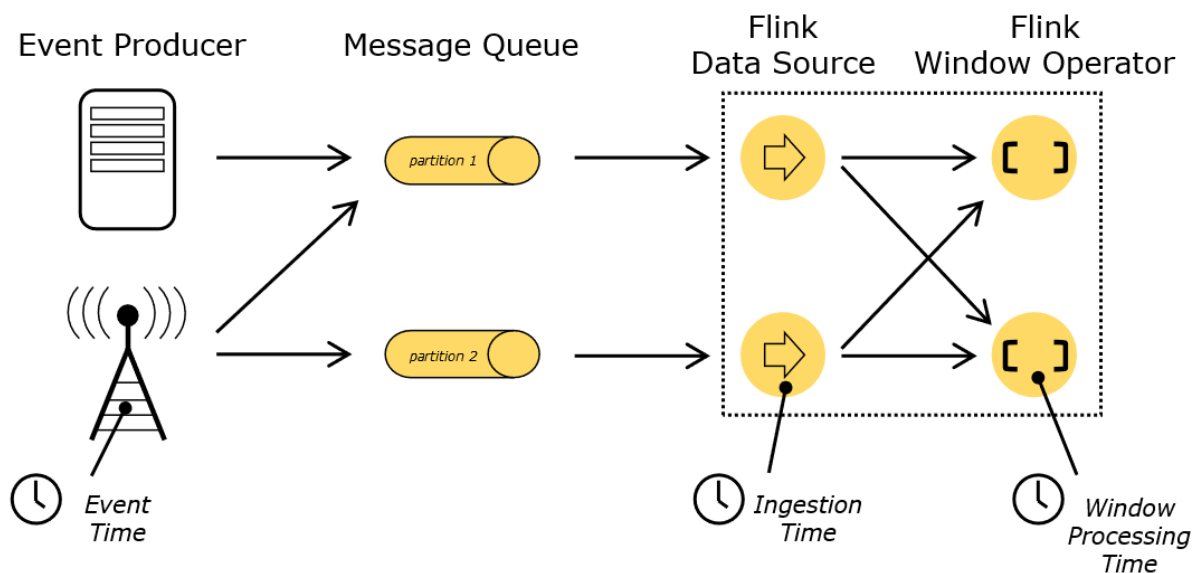 Event Producer
Message Queue
Flink
Data Source
Flink
Window Operator
partition 1
partition 2
Event
Time
Ingestion
Time
Window
Processing
Time